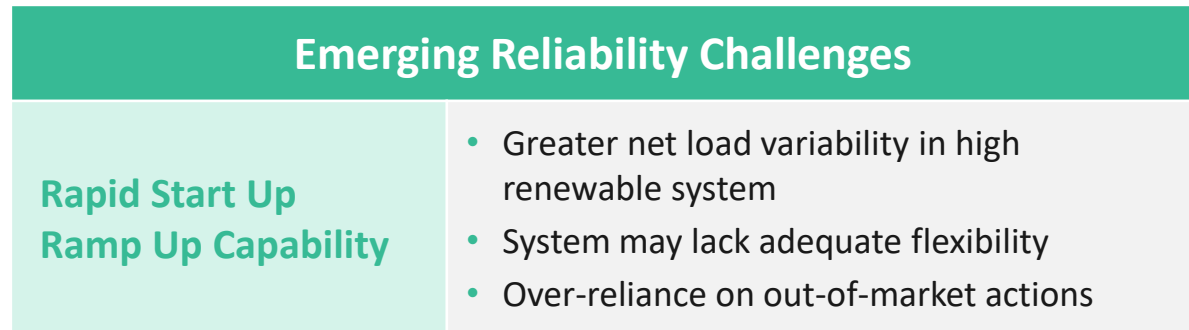 Emerging Reliability Challenges
Rapid Start Up
Ramp Up Capability
• Greater net load variability in high
renewable system
• System may lack adequate flexibility
• Over-reliance on out-of-market actions